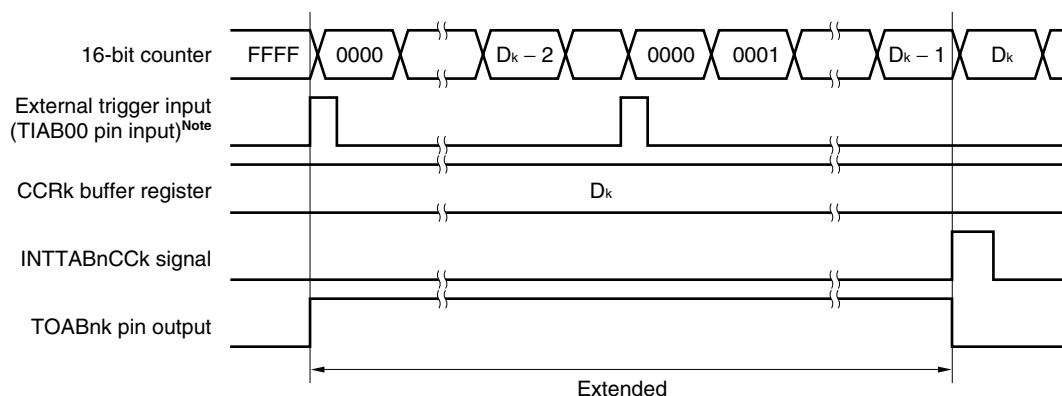 16-bit counter FFFF 0000 Dk – 2 0000 0001 Dk – 1 Dk
External trigger input
(TIAB00 pin input)Note
CCRk buffer register Dk
INTTABnCCk signal
TOABnk pin output
Extended